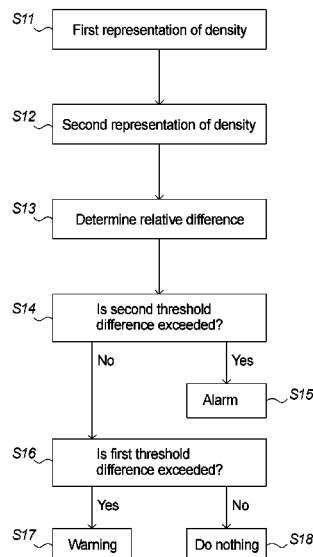 S11
First representation of density
S12
Second representation of density
S13
Determine relative difference
S14
Is second threshold
difference exceeded?
No
Yes
Alarm
S15
S16
Is first threshold
difference exceeded?
Yes
No
S17
Warning
Do nothing
S18